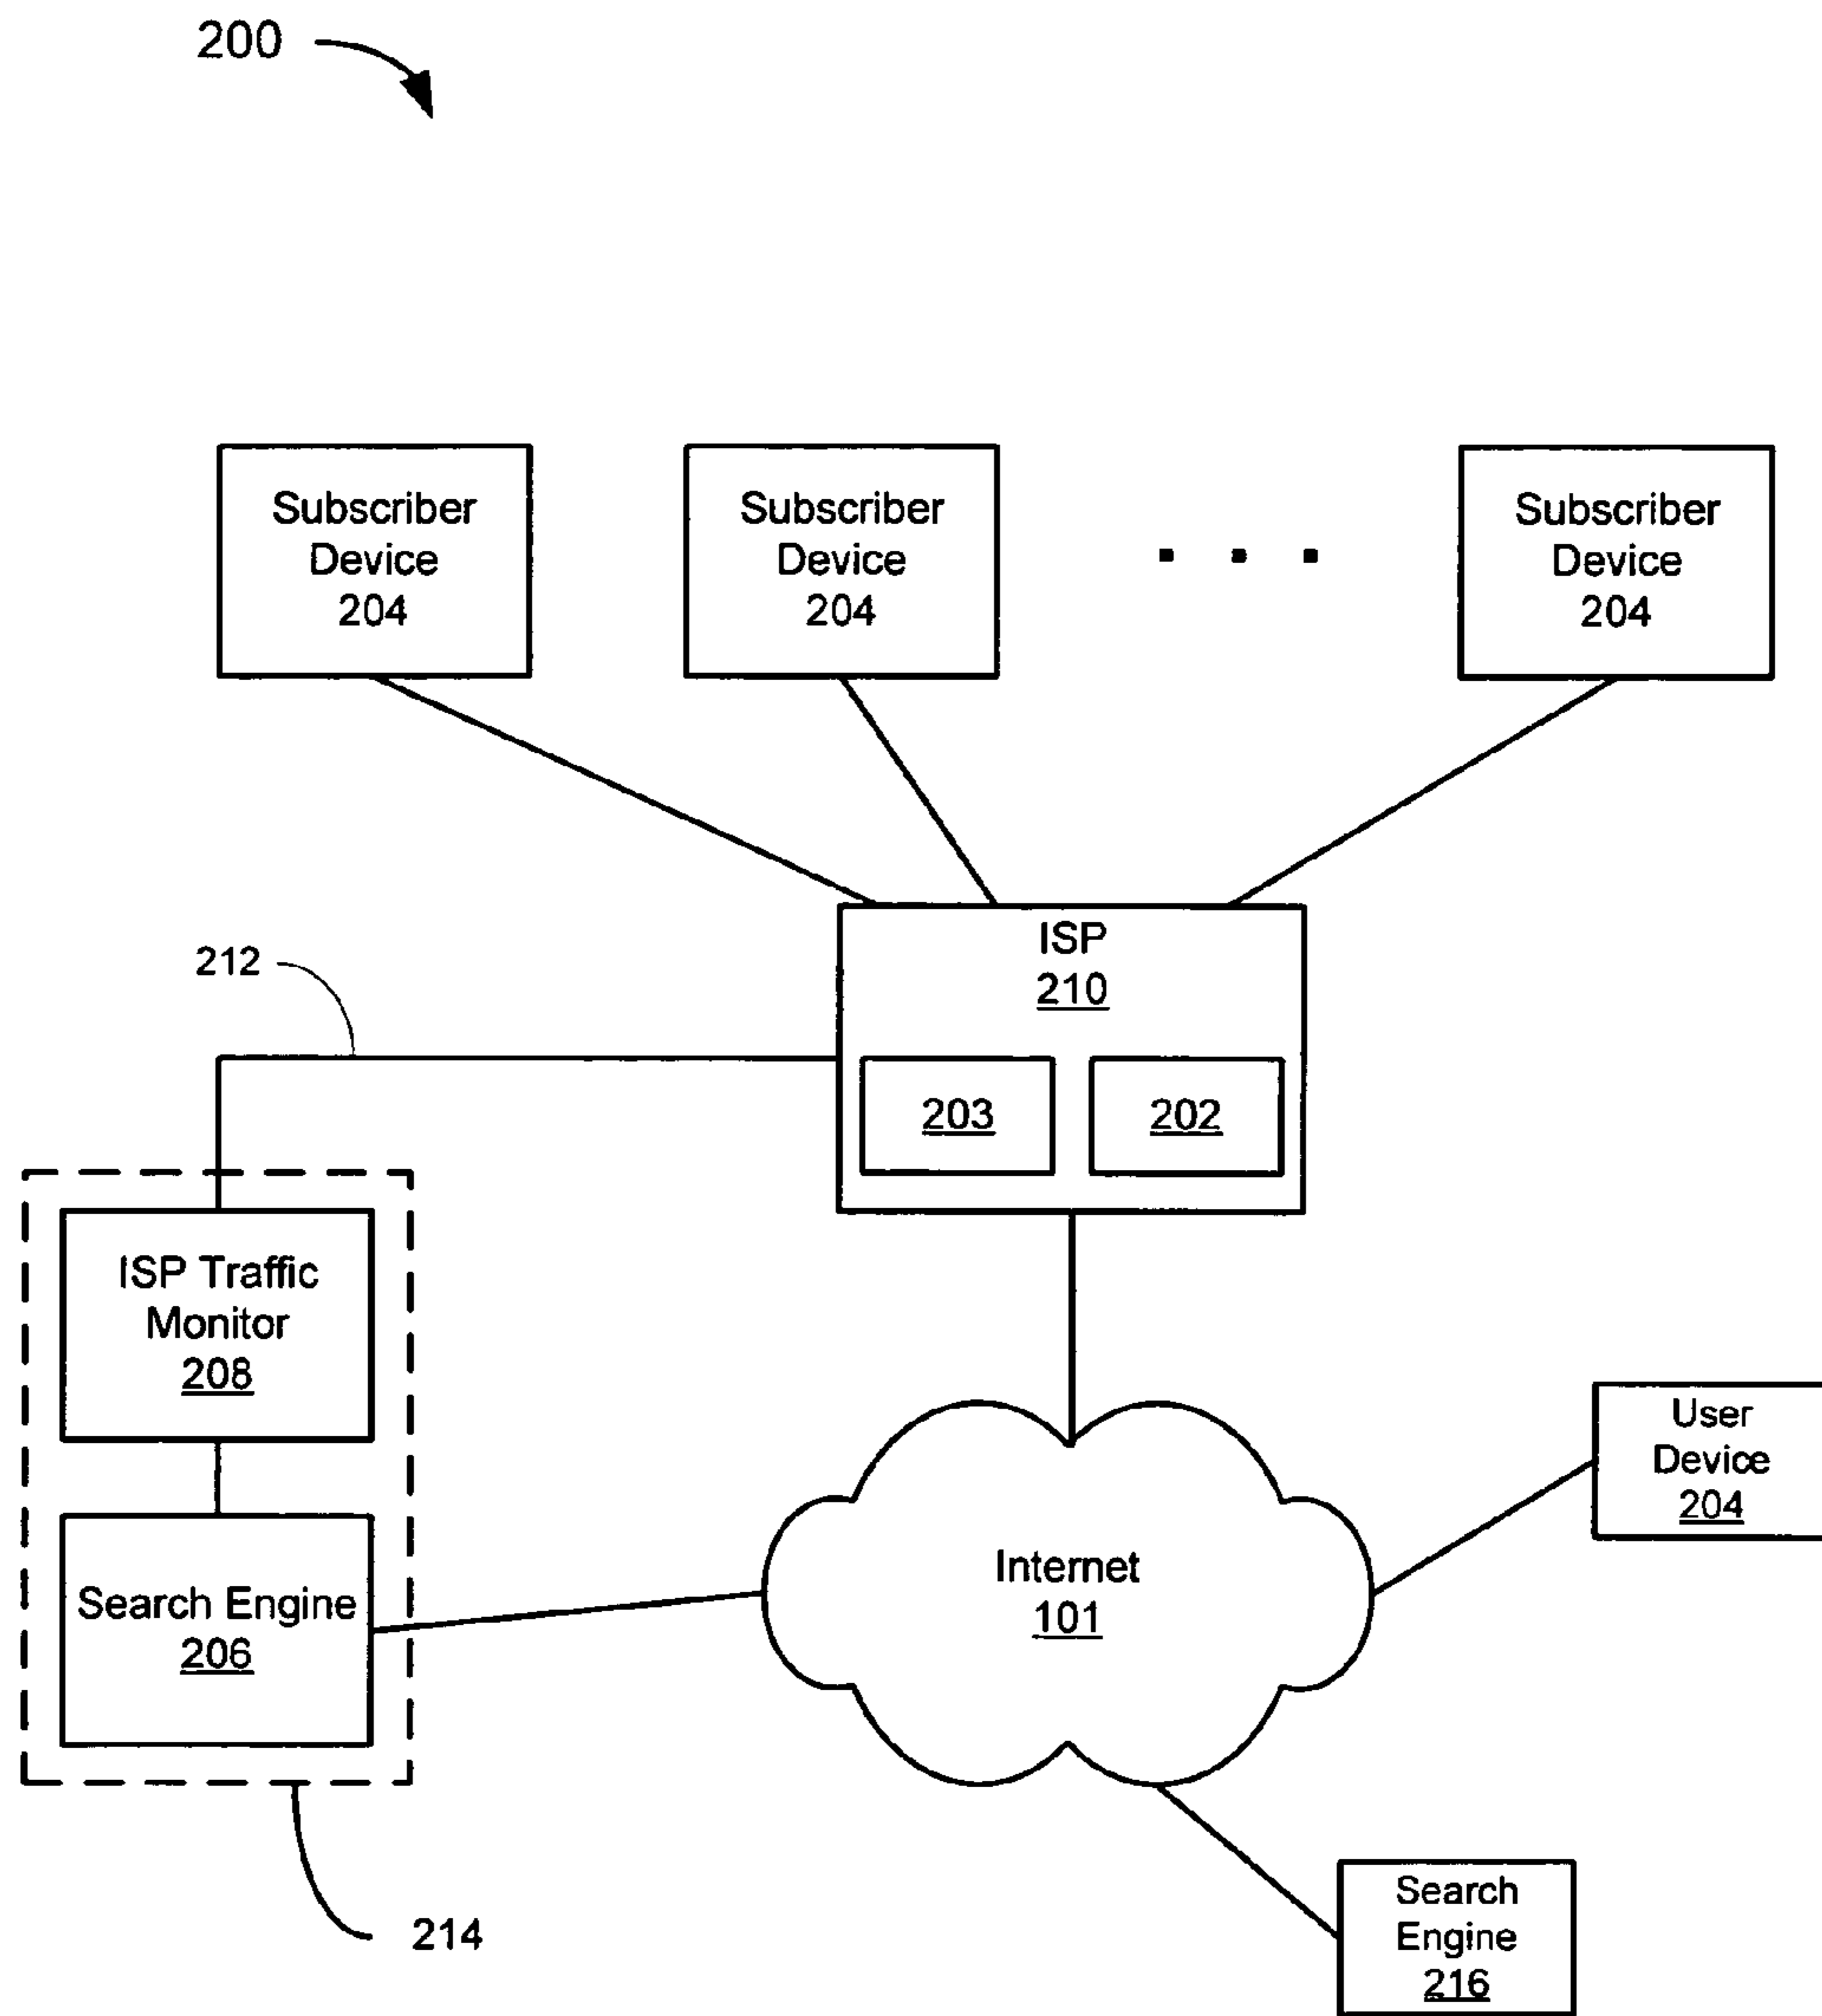 200
Subscriber
Device
204
Subscriber
Device
204
Subscriber
Device
204
ISP
210
212
203
202
ISP Traffic
Monitor
208
User
Device
204
Search Engine
206
Internet
101
214
Search
Engine
216